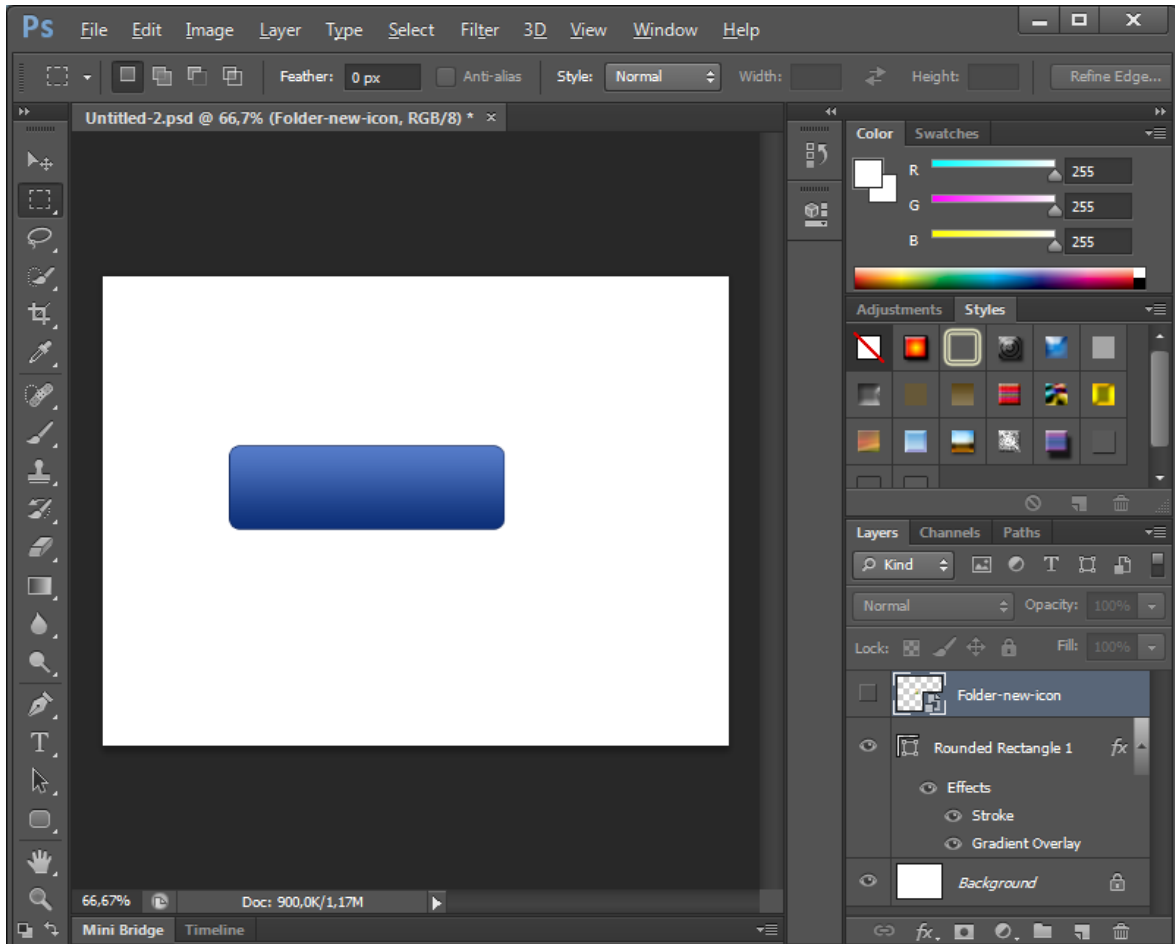 Ps File Edit Image Layer Type Select Filter 3D View Window Help
Feather: 0 px Anti-alias Style: Normal Width: Height: Refine Edge...
Untitled-2.psd @ 66,7% (Folder-new-icon, RGB/8) * ×
Color Swatches
R 255
G 255
B 255
Adjustments Styles
Layers Channels Paths
Kind T
Normal Opacity: 100%
Lock: Fill: 100%
Folder-new-icon
Rounded Rectangle 1 fx
Effects
Stroke
Gradient Overlay
Background
T
66,67% Doc: 900,0K/1,17M
Mini Bridge Timeline
fx.